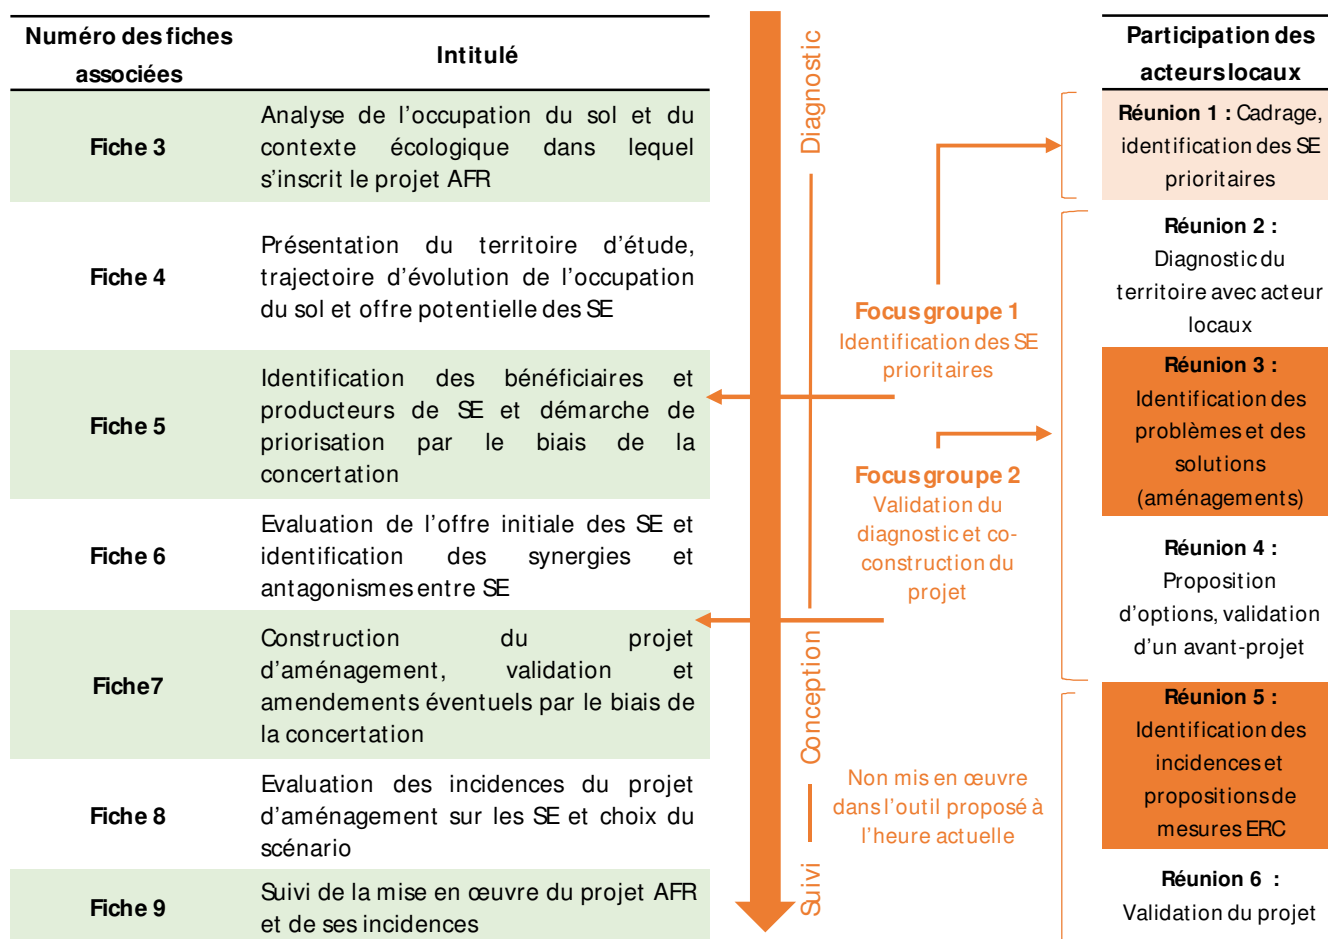 Numéro des fiches
associées
Intitulé
Fiche 3
Analyse de l'occupation du sol et du
contexte écologique dans lequel
s'inscrit le projet AFR
Fiche 4
Présentation du territoire d'étude,
trajectoire d'évolution de l'occupation
du sol et offre potentielle des SE
Fiche 5
Identification des bénéficiaires et
producteurs de SE et démarche de
priorisation par le biais de la
concertation
Fiche 6
Evaluation de l'offre initiale des SE et
identification des synergies et
antagonismes entre SE
Fiche7
Construction du projet
d'aménagement, validation et
amendements éventuels par le biais de
la concertation
Fiche 8
Evaluation des incidences du projet
d'aménagement sur les SE et choix du
scénario
Fiche 9
Suivi de la mise en œuvre du projet AFR
et de ses incidences
Diagnostic
Conception
Suivi
Focus groupe 1
Identification des SE
prioritaires
Focus groupe 2
Validation du
diagnostic et co-
construction du
projet
Non mis en œuvre
dans l'outil proposé à
l'heure actuelle
Participation des
acteurs locaux
Réunion 1 : Cadrage,
identification des SE
prioritaires
Réunion 2 :
Diagnostic du
territoire avec acteur
locaux
Réunion 3 :
Identification des
problèmes et des
solutions
(aménagements)
Réunion 4 :
Proposition
d'options, validation
d'un avant-projet
Réunion 5 :
Identification des
incidences et
propositions de
mesures ERC
Réunion 6 :
Validation du projet